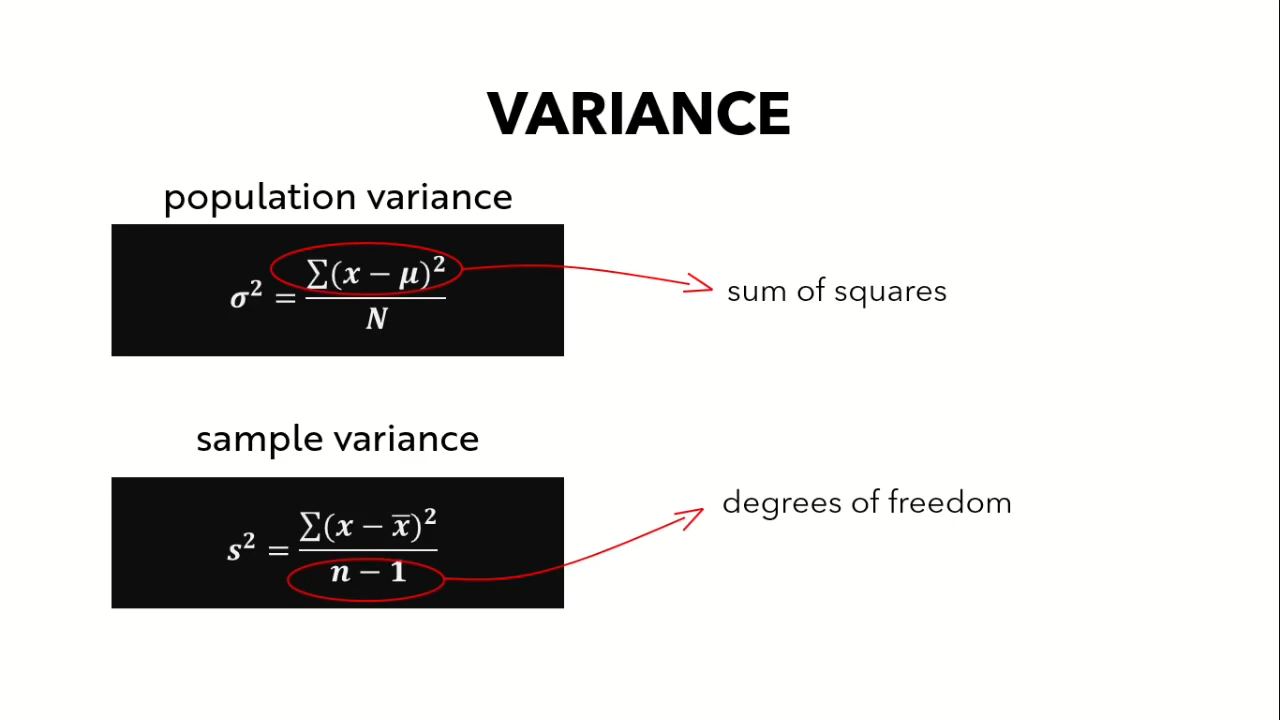 VARIANCE
population variance
σ² = ∑(x − μ)² / N
sum of squares
sample variance
s² = ∑(x − x̄)² / n − 1
degrees of freedom